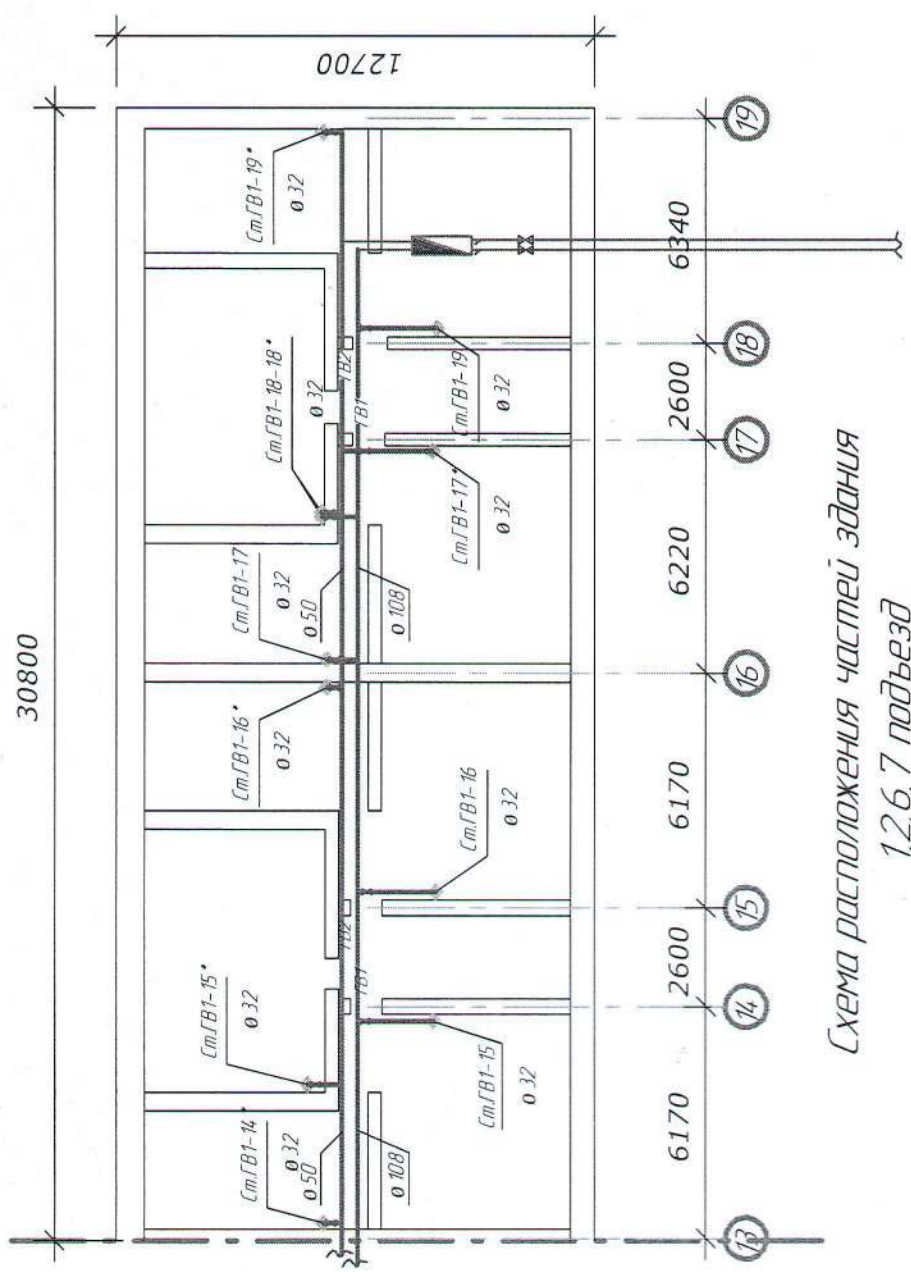 30800
12700
Ст.ГВ1-14*
ø 32
ø 50
Ст.ГВ1-15*
ø 32
Ст.ГВ1-16*
ø 32
Ст.ГВ1-17
ø 32
ø 50
Ст.ГВ1-18-18*
ø 32
Ст.ГВ1-19*
ø 32
ГВ2
ГВ1
ГВ2
ГВ1
ø 108
Ст.ГВ1-15
ø 32
Ст.ГВ1-16
ø 32
ø 108
Ст.ГВ1-17*
ø 32
Ст.ГВ1-19
ø 32
6170
2600
6170
6220
2600
6340
13
14
15
16
17
18
19
Схема расположения частей здания
1.2.6.7 подъезд